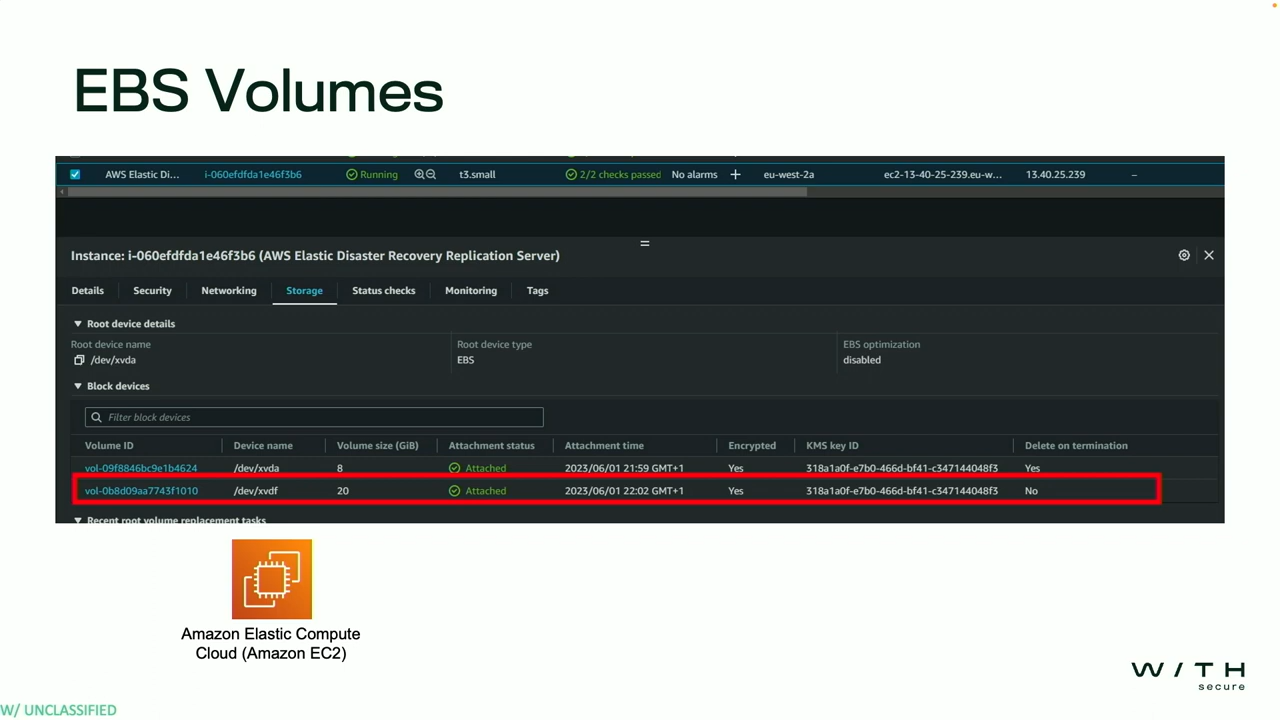 EBS Volumes
AWS Elastic Di... i-060efdfda1e46f3b6 Running t3.small 2/2 checks passed No alarms + eu-west-2a ec2-13-40-25-239.eu-w... 13.40.25.239 –
Instance: i-060efdfda1e46f3b6 (AWS Elastic Disaster Recovery Replication Server)
Details Security Networking Storage Status checks Monitoring Tags
Root device details
Root device name Root device type EBS optimization
/dev/xvda EBS disabled
Block devices
Filter block devices
Volume ID Device name Volume size (GiB) Attachment status Attachment time Encrypted KMS key ID Delete on termination
vol-09f8846bc9e1b4624 /dev/xvda 8 Attached 2023/06/01 21:59 GMT+1 Yes 318a1a0f-e7b0-466d-bf41-c347144048f3 Yes
vol-0b8d09aa7743f1010 /dev/xvdf 20 Attached 2023/06/01 22:02 GMT+1 Yes 318a1a0f-e7b0-466d-bf41-c347144048f3 No
Recent root volume replacement tasks
Amazon Elastic Compute
Cloud (Amazon EC2)
W/TH
secure
W/ UNCLASSIFIED